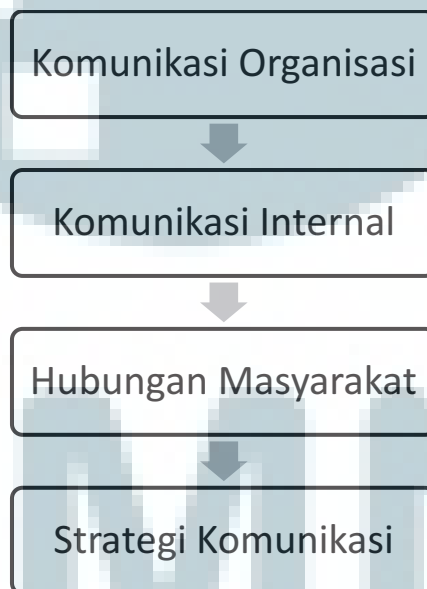 Komunikasi Organisasi
Komunikasi Internal
Hubungan Masyarakat
Strategi Komunikasi